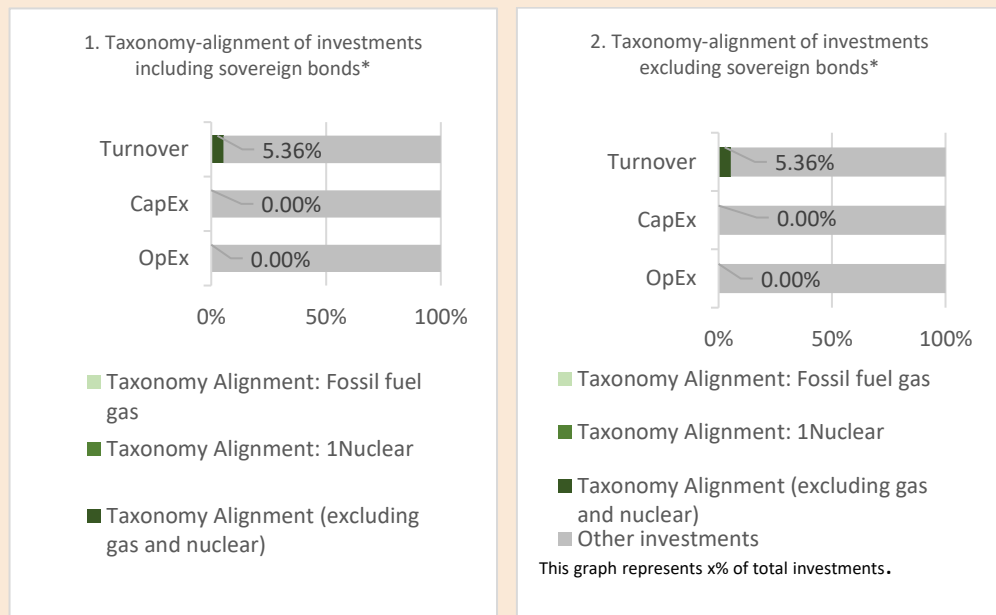 1. Taxonomy-alignment of investments
including sovereign bonds*
Turnover
5.36%
CapEx
0.00%
OpEx
0.00%
0%
50%
100%
Taxonomy Alignment: Fossil fuel
gas
Taxonomy Alignment: 1Nuclear
Taxonomy Alignment (excluding
gas and nuclear)
2. Taxonomy-alignment of investments
excluding sovereign bonds*
Turnover
5.36%
CapEx
0.00%
OpEx
0.00%
0%
50%
100%
Taxonomy Alignment: Fossil fuel gas
Taxonomy Alignment: 1Nuclear
Taxonomy Alignment (excluding gas
and nuclear)
Other investments
This graph represents x% of total investments.